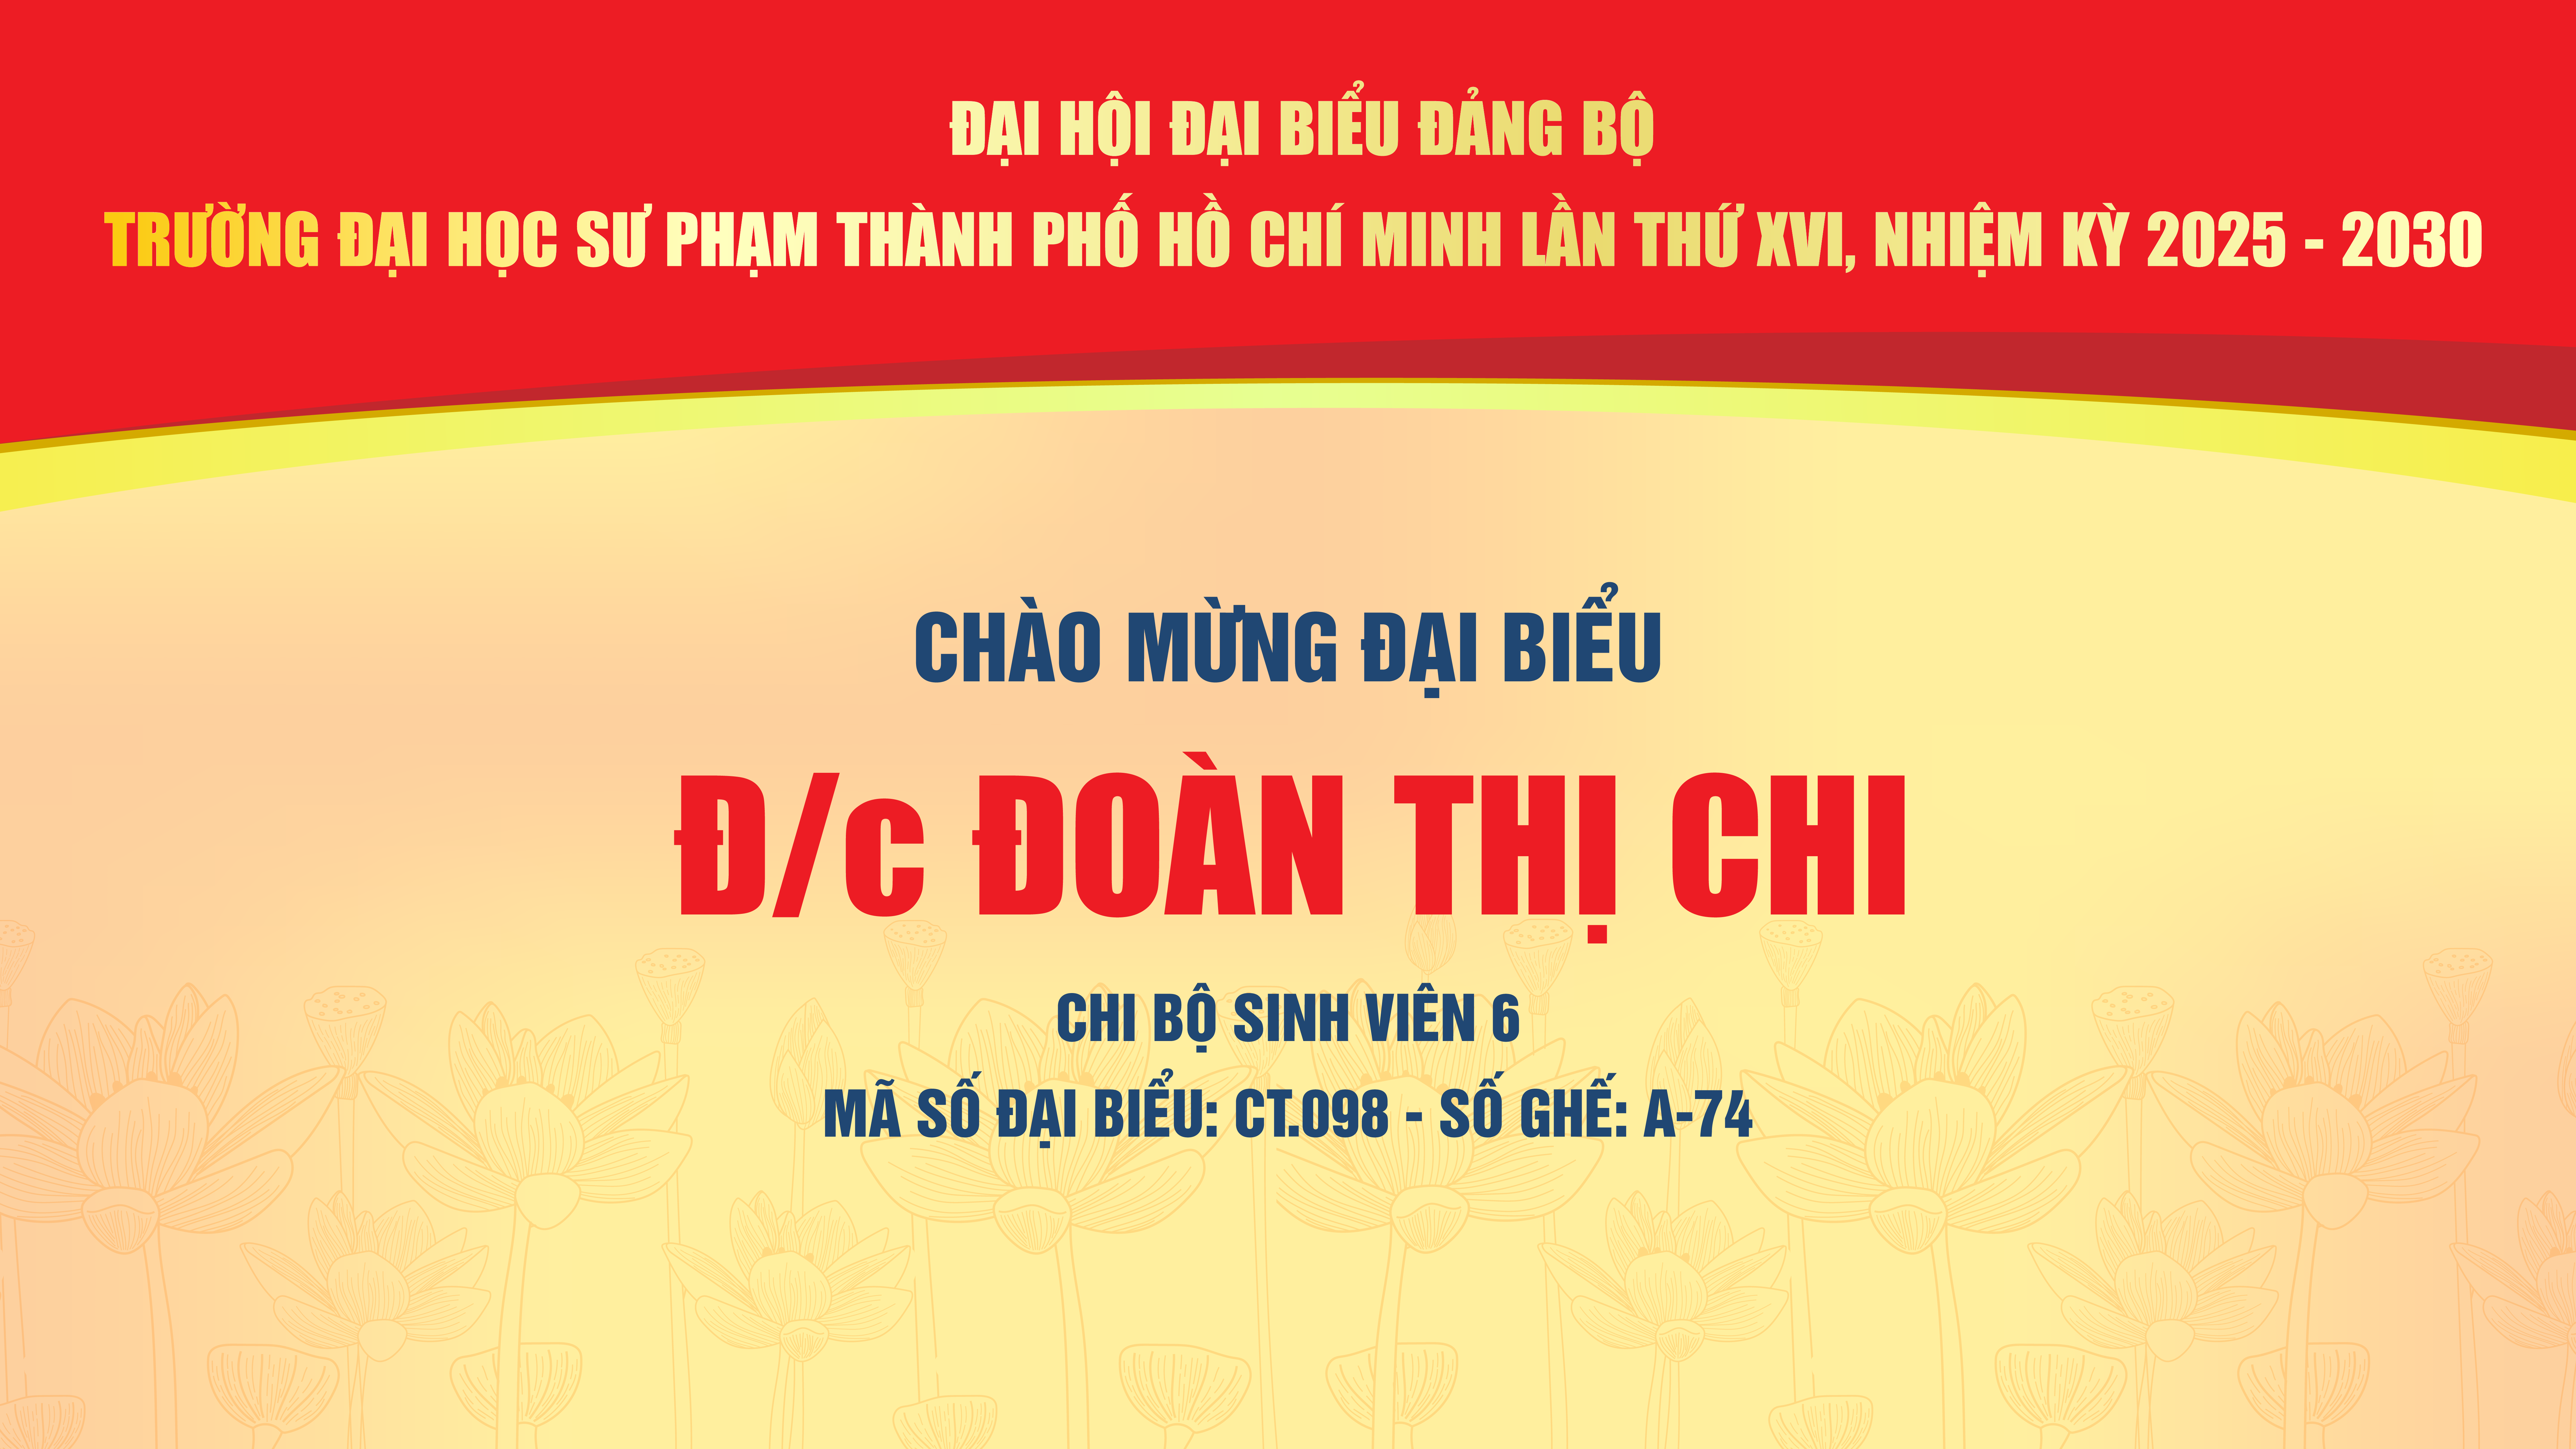 ĐẠI HỘI ĐẠI BIỂU ĐẢNG BỘ
TRƯỜNG ĐẠI HỌC SƯ PHẠM THÀNH PHỐ HỒ CHÍ MINH LẦN THỨ XVI, NHIỆM KỲ 2025 - 2030
CHÀO MỪNG ĐẠI BIỂU
Đ/c ĐOÀN THỊ CHI
CHI BỘ SINH VIÊN 6
MÃ SỐ ĐẠI BIỂU: CT.098 - SỐ GHẾ: A-74